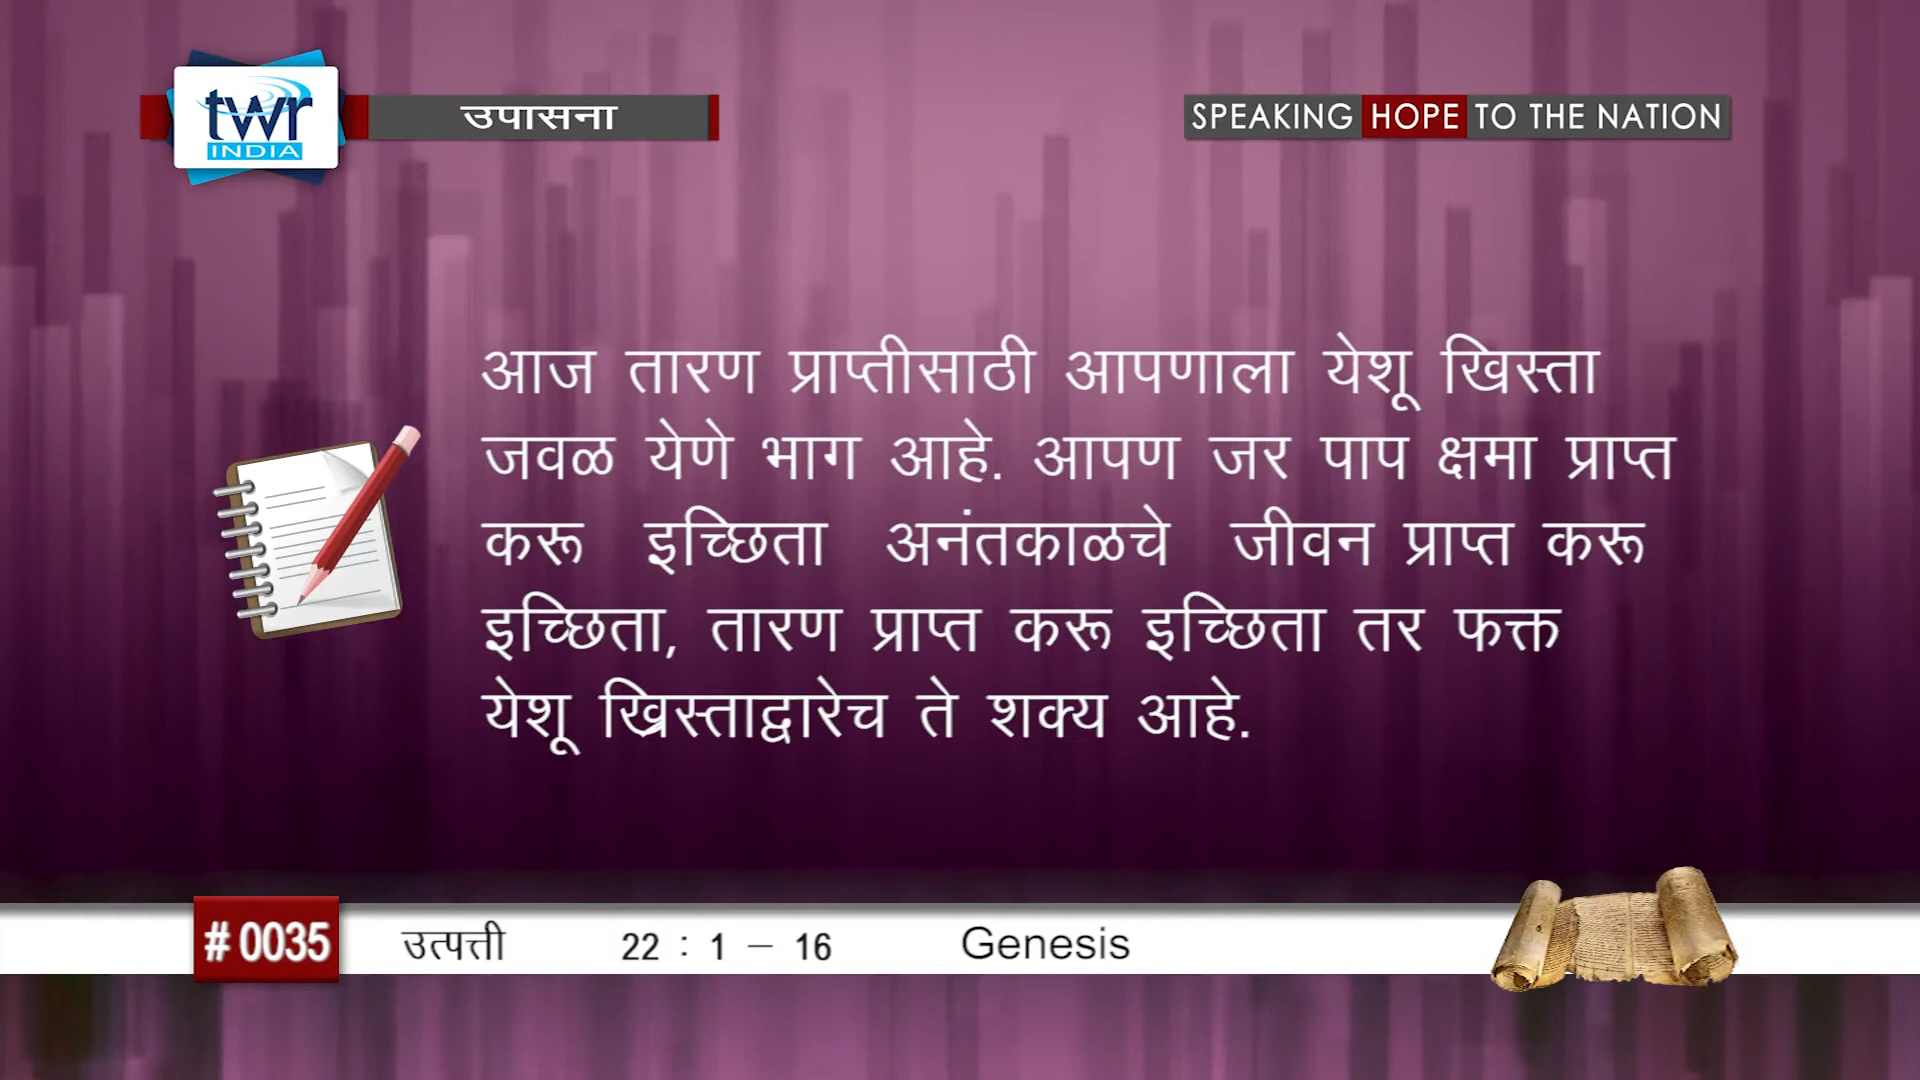 twr
INDIA
उपासना
SPEAKING HOPE TO THE NATION
आज तारण प्राप्तीसाठी आपणाला येशू खिस्ता
जवळ येणे भाग आहे. आपण जर पाप क्षमा प्राप्त
करू इच्छिता अनंतकाळचे जीवन प्राप्त करू
इच्छिता, तारण प्राप्त करू इच्छिता तर फक्त
येशू ख्रिस्ताद्वारेच ते शक्य आहे.
# 0035 उत्पत्ती 22 : 1 – 16 Genesis